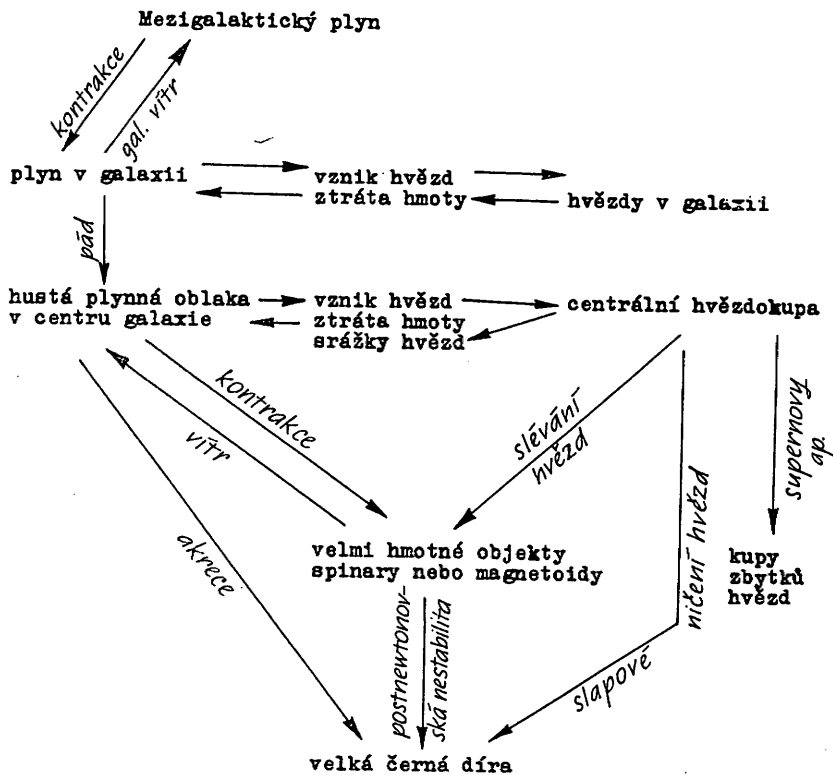 Mezigalaktický plyn
kontrakce
gal. vítr
plyn v galaxii
vznik hvězd
ztráta hmoty
hvězdy v galaxii
pád
hustá plynná oblaka
v centru galaxie
vznik hvězd
ztráta hmoty
srážky hvězd
centrální hvězdokupa
kontrakce
vítr
slévání
hvězd
supernovy
ap.
akrece
velmi hmotné objekty
spinary nebo magnetoidy
ničení hvězd
kupy
zbytků
hvězd
postnewtonov-
ská nestabilita
slapové
velká černá díra